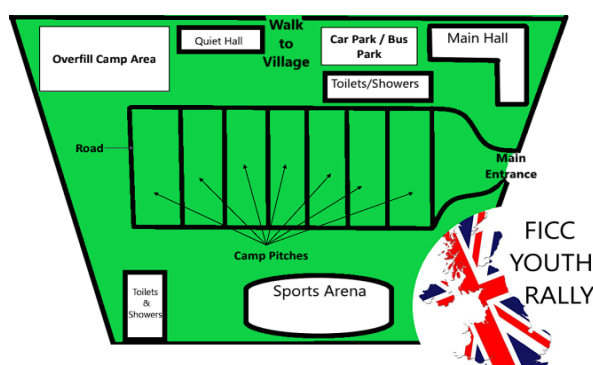 Walk
to
Village
Overfill Camp Area
Quiet Hall
Car Park / Bus
Park
Main Hall
Toilets/Showers
Road
Main
Entrance
Camp Pitches
Toilets
&
Showers
Sports Arena
FICC
YOUTH
RALLY